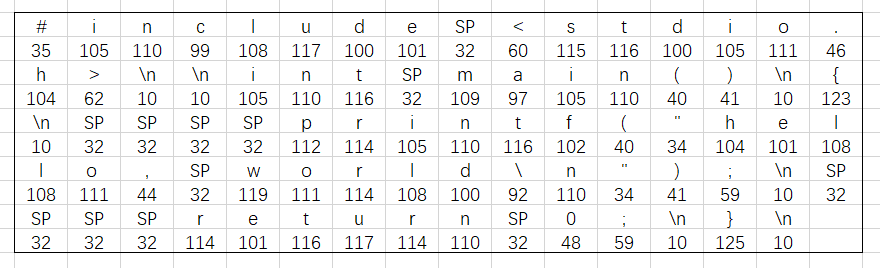 # i n c l u d e SP < s t d i o .
35 105 110 99 108 117 100 101 32 60 115 116 100 105 111 46
h > \n \n i n t SP m a i n ( ) \n {
104 62 10 10 105 110 116 32 109 97 105 110 40 41 10 123
\n SP SP SP SP p r i n t f ( " h e l
10 32 32 32 32 112 114 105 110 116 102 40 34 104 101 108
l o , SP w o r l d \ n " ) ; \n SP
108 111 44 32 119 111 114 108 100 92 110 34 41 59 10 32
SP SP SP r e t u r n SP 0 ; \n } \n
32 32 32 114 101 116 117 114 110 32 48 59 10 125 10